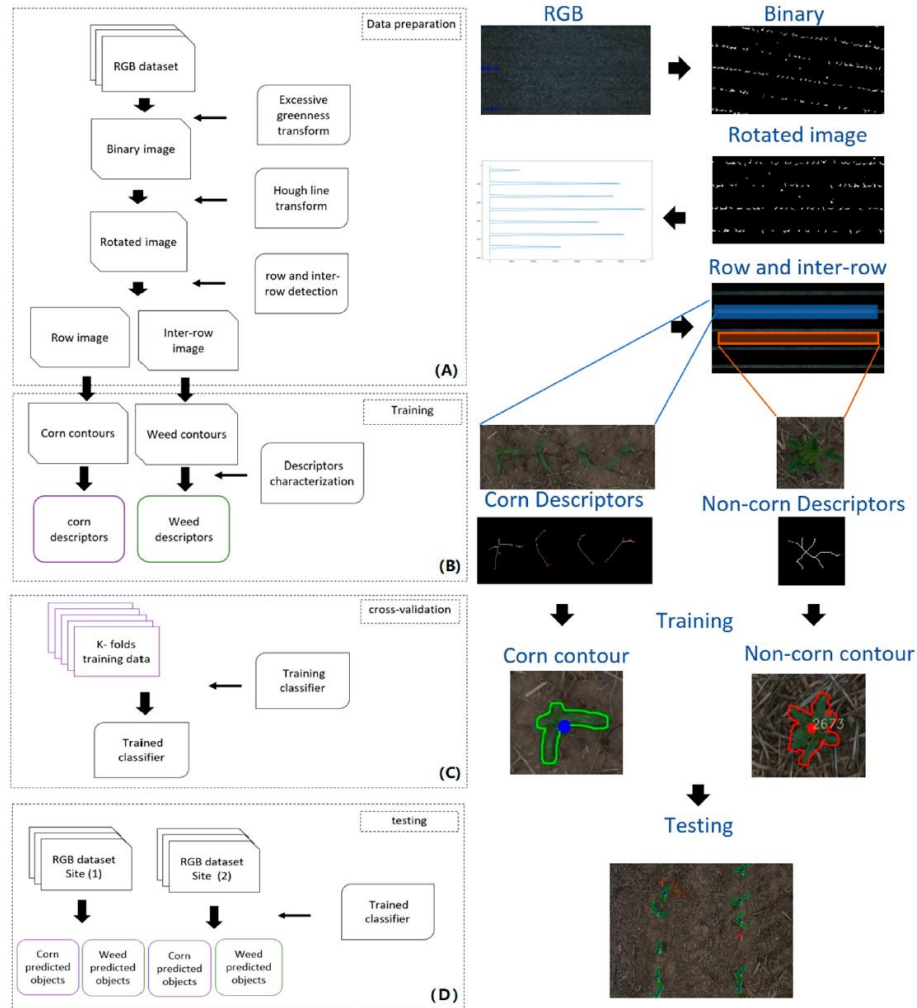 Data preparation
RGB dataset
Excessive
greenness
transform
Binary image
Hough line
transform
Rotated image
row and inter-
row detection
Row image
Inter-row
image
(A)
Training
Corn contours
Weed contours
Descriptors
characterization
corn
descriptors
Weed
descriptors
(B)
cross-validation
K- folds
training data
Training
classifier
Trained
classifier
(C)
testing
RGB dataset
Site (1)
RGB dataset
Site (2)
Trained
classifier
Corn
predicted
objects
Weed
predicted
objects
Corn
predicted
objects
Weed
predicted
objects
(D)
RGB
Binary
Rotated image
Row and inter-row
Corn Descriptors
Non-corn Descriptors
Training
Corn contour
Non-corn contour
2673
Testing